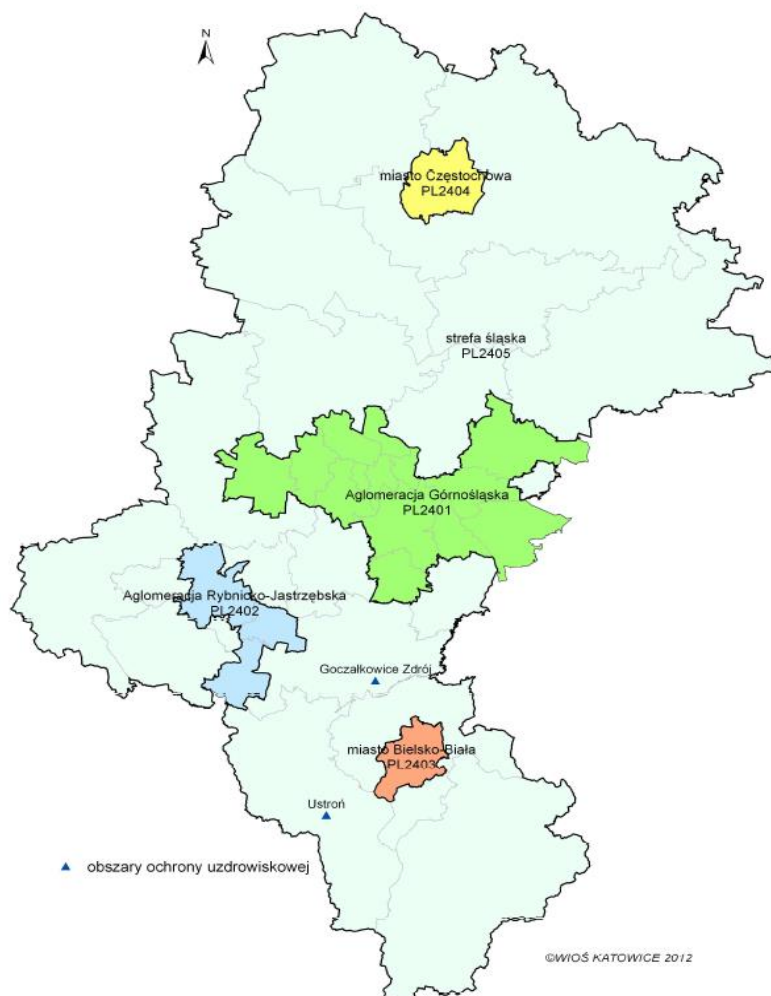 N
miasto Częstochowa
PL2404
strefa śląska
PL2405
Aglomeracja Górnośląska
PL2401
Aglomeracja Rybnicko-Jastrzębska
PL2402
Goczałkowice Zdrój
miasto Bielsko-Biała
PL2403
Ustroń
obszary ochrony uzdrowiskowej
©WIOŚ KATOWICE 2012